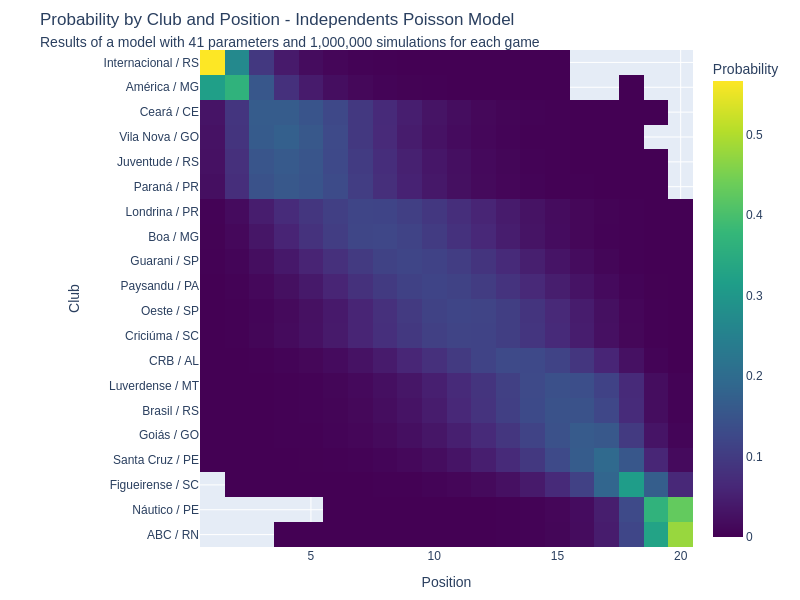 Probability by Club and Position - Independents Poisson Model
Results of a model with 41 parameters and 1,000,000 simulations for each game
Probability
Internacional / RS
América / MG
Ceará / CE
Vila Nova / GO
Juventude / RS
Paraná / PR
Londrina / PR
Boa / MG
Guarani / SP
Paysandu / PA
Oeste / SP
Criciúma / SC
CRB / AL
Luverdense / MT
Brasil / RS
Goiás / GO
Santa Cruz / PE
Figueirense / SC
Náutico / PE
ABC / RN
Club
0.5
0.4
0.3
0.2
0.1
0
5 10 15 20
Position